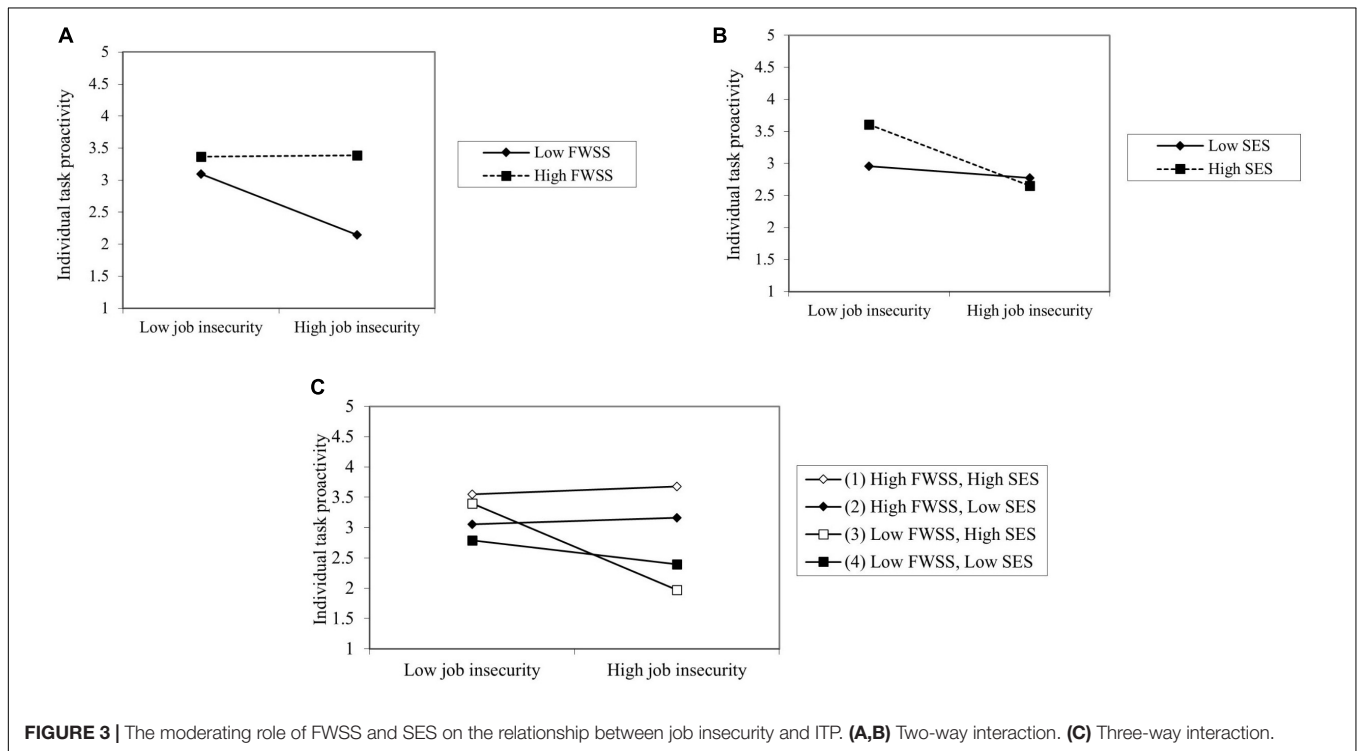 A
5
4.5
4
3.5
3
2.5
2
1.5
1
Individual task proactivity
Low job insecurity
High job insecurity
Low FWSS
High FWSS
B
5
4.5
4
3.5
3
2.5
2
1.5
1
Individual task proactivity
Low job insecurity
High job insecurity
Low SES
High SES
C
5
4.5
4
3.5
3
2.5
2
1.5
1
Individual task proactivity
Low job insecurity
High job insecurity
(1) High FWSS, High SES
(2) High FWSS, Low SES
(3) Low FWSS, High SES
(4) Low FWSS, Low SES
FIGURE 3 | The moderating role of FWSS and SES on the relationship between job insecurity and ITP. (A,B) Two-way interaction. (C) Three-way interaction.